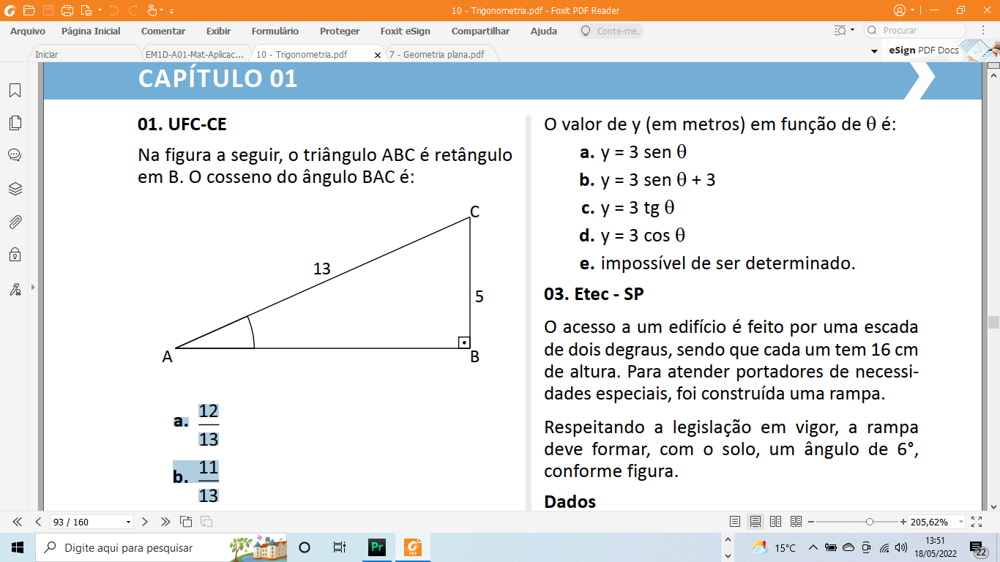 10 - Trigonometria.pdf - Foxit PDF Reader
Arquivo Página Inicial Comentar Exibir Formulário Proteger Foxit eSign Compartilhar Ajuda Conte-me. Procurar
Iniciar EM1D-A01-Mat-Aplicac... 10 - Trigonometria.pdf 7 - Geometria plana.pdf eSign PDF Docs
CAPÍTULO 01
01. UFC-CE
Na figura a seguir, o triângulo ABC é retângulo
em B. O cosseno do ângulo BAC é:
C
13
5
A
B
a. 12
13
b. 11
13
O valor de y (em metros) em função de θ é:
a. y = 3 sen θ
b. y = 3 sen θ + 3
c. y = 3 tg θ
d. y = 3 cos θ
e. impossível de ser determinado.
03. Etec - SP
O acesso a um edifício é feito por uma escada
de dois degraus, sendo que cada um tem 16 cm
de altura. Para atender portadores de necessi-
dades especiais, foi construída uma rampa.
Respeitando a legislação em vigor, a rampa
deve formar, com o solo, um ângulo de 6°,
conforme figura.
Dados
93 / 160 205,62%
Digite aqui para pesquisar Pr PDF 15°C 13:51
18/05/2022 22